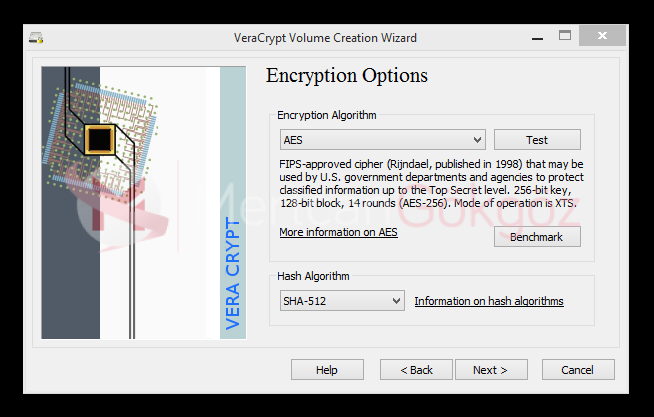 VeraCrypt Volume Creation Wizard
Encryption Options
Encryption Algorithm
AES
Test
FIPS-approved cipher (Rijndael, published in 1998) that may be
used by U.S. government departments and agencies to protect
classified information up to the Top Secret level. 256-bit key,
128-bit block, 14 rounds (AES-256). Mode of operation is XTS.
More information on AES
Benchmark
Hash Algorithm
SHA-512
Information on hash algorithms
VERA CRYPT
Mertcan Gokgoz
Help
< Back
Next >
Cancel